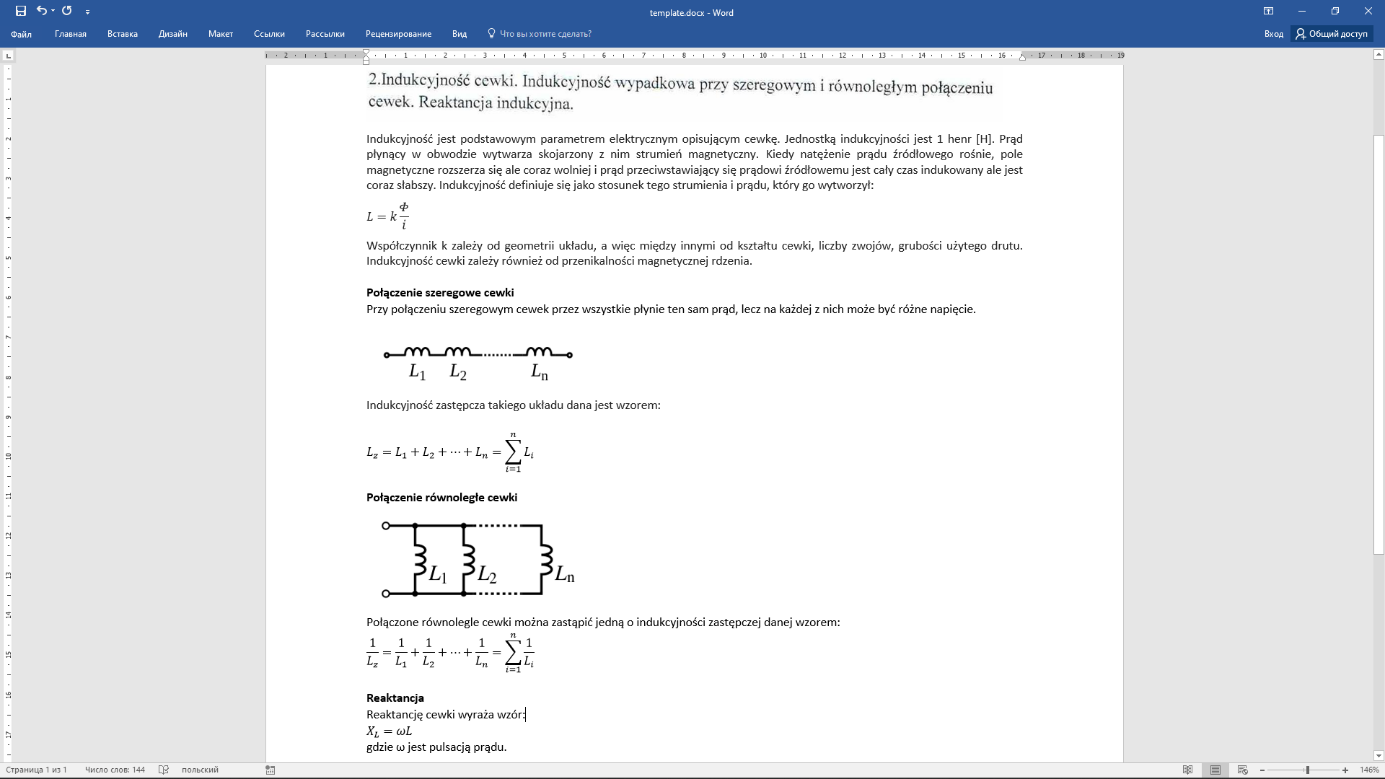 template.docx - Word
Файл Главная Вставка Дизайн Макет Ссылки Рассылки Рецензирование Вид Что вы хотите сделать? Вход Общий доступ
2.Indukcyjność cewki. Indukcyjność wypadkowa przy szeregowym i równoległym połączeniu
cewek. Reaktancja indukcyjna.
Indukcyjność jest podstawowym parametrem elektrycznym opisującym cewkę. Jednostką indukcyjności jest 1 henr [H]. Prąd
płynący w obwodzie wytwarza skojarzony z nim strumień magnetyczny. Kiedy natężenie prądu źródłowego rośnie, pole
magnetyczne rozszerza się ale coraz wolniej i prąd przeciwstawiający się prądowi źródłowemu jest cały czas indukowany ale jest
coraz słabszy. Indukcyjność definiuje się jako stosunek tego strumienia i prądu, który go wytworzył:
L = k Φ/i
Współczynnik k zależy od geometrii układu, a więc między innymi od kształtu cewki, liczby zwojów, grubości użytego drutu.
Indukcyjność cewki zależy również od przenikalności magnetycznej rdzenia.
Połączenie szeregowe cewki
Przy połączeniu szeregowym cewek przez wszystkie płynie ten sam prąd, lecz na każdej z nich może być różne napięcie.
L1 L2 Ln
Indukcyjność zastępcza takiego układu dana jest wzorem:
Lz = L1 + L2 + ⋯ + Ln = ∑_{i=1}^{n} Li
Połączenie równoległe cewki
L1 L2 Ln
Połączone równolegle cewki można zastąpić jedną o indukcyjności zastępczej danej wzorem:
1/Lz = 1/L1 + 1/L2 + ⋯ + 1/Ln = ∑_{i=1}^{n} 1/Li
Reaktancja
Reaktancję cewki wyraża wzór:
XL = ωL
gdzie ω jest pulsacją prądu.
Страница 1 из 1 Число слов: 144 польский 146%